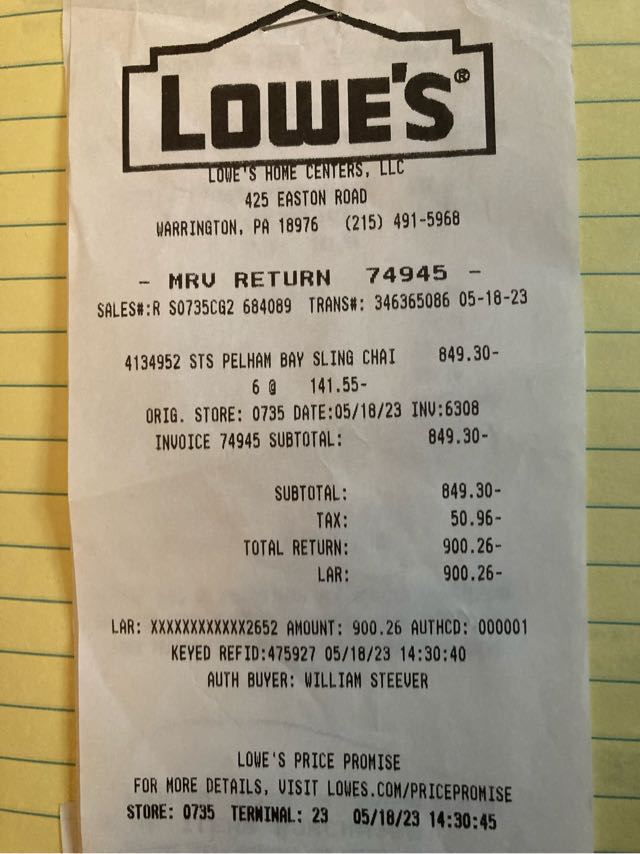 LOWE'S®
LOWE'S HOME CENTERS, LLC
425 EASTON ROAD
WARRINGTON, PA 18976 (215) 491-5968
- MRV RETURN 74945 -
SALES#:R S0735CG2 684089 TRANS#: 346365086 05-18-23
4134952 STS PELHAM BAY SLING CHAI 849.30-
6 @ 141.55-
ORIG. STORE: 0735 DATE:05/18/23 INV:6308
INVOICE 74945 SUBTOTAL: 849.30-
SUBTOTAL: 849.30-
TAX: 50.96-
TOTAL RETURN: 900.26-
LAR: 900.26-
LAR: XXXXXXXXXXXX2652 AMOUNT: 900.26 AUTHCD: 000001
KEYED REFID:475927 05/18/23 14:30:40
AUTH BUYER: WILLIAM STEEVER
LOWE'S PRICE PROMISE
FOR MORE DETAILS, VISIT LOWES.COM/PRICEPROMISE
STORE: 0735 TERMINAL: 23 05/18/23 14:30:45